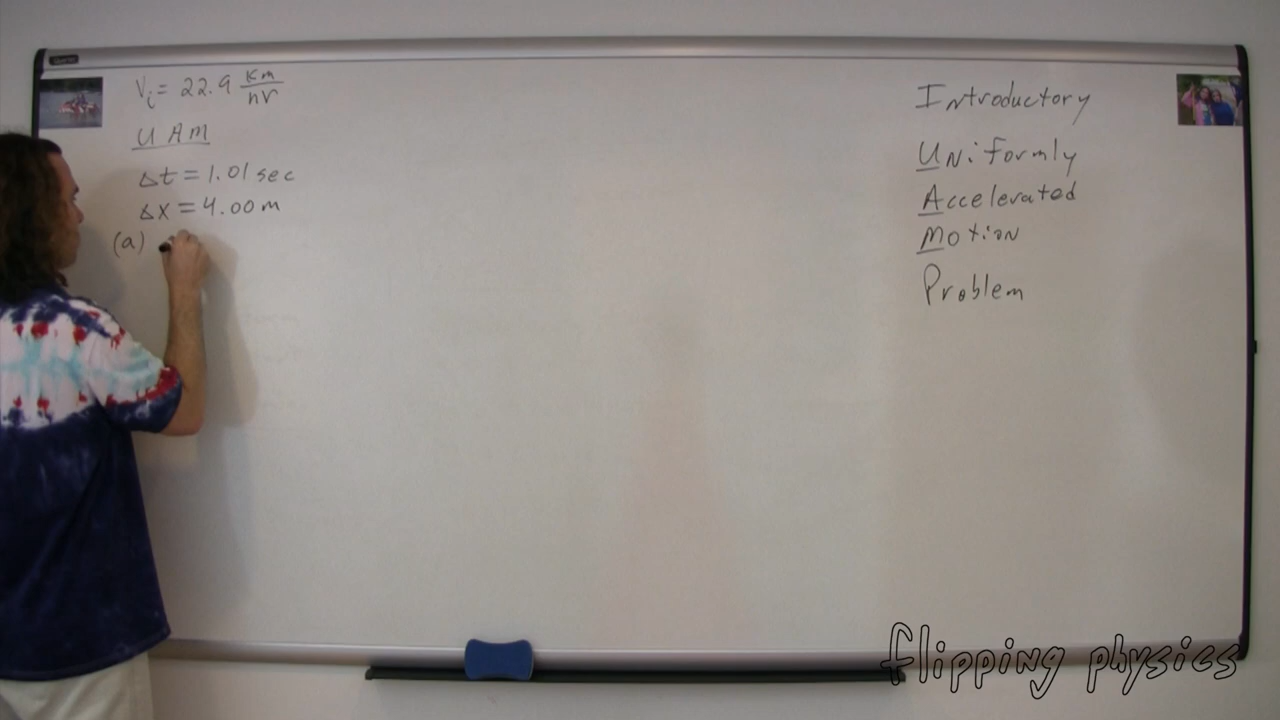 Vi = 22.9 km/hr
UAM
Δt = 1.01 sec
Δx = 4.00 m
(a)
Introductory
UNiformly
Accelerated
Motion
Problem
flipping physics